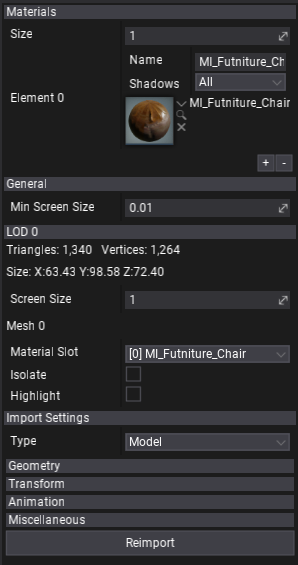 Materials
Size 1
Name MI_Futniture_Ch
Shadows All
Element 0 MI_Futniture_Chair
+ -
General
Min Screen Size 0.01
LOD 0
Triangles: 1,340 Vertices: 1,264
Size: X:63.43 Y:98.58 Z:72.40
Screen Size 1
Mesh 0
Material Slot [0] MI_Futniture_Chair
Isolate
Highlight
Import Settings
Type Model
Geometry
Transform
Animation
Miscellaneous
Reimport